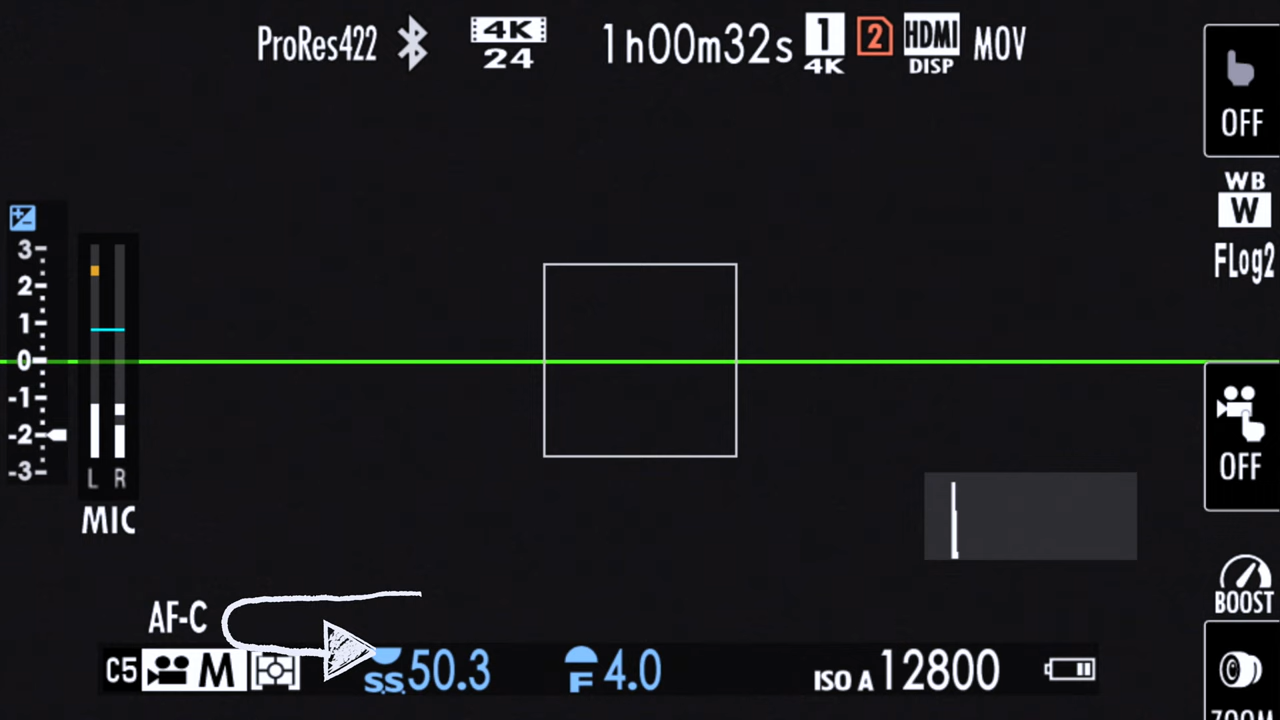 ProRes422 4K 24 1h00m32s 1 4K 2 HDMI DISP MOV
OFF
WB
W
FLog2
3
2
1
0
-1
-2
-3
L R
MIC
OFF
BOOST
AF-C
C5 M S.S. 50.3 F 4.0 ISO A 12800
ZOOM